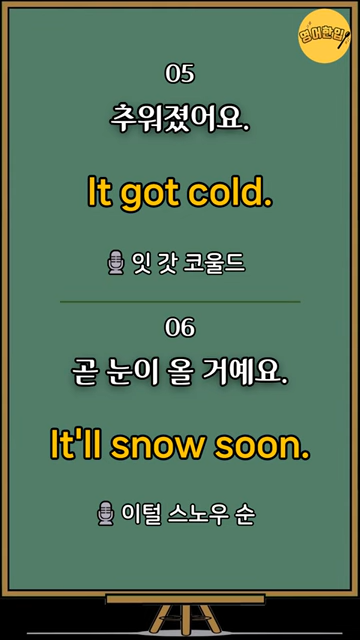 영어한입
05
추워졌어요.
It got cold.
잇 갓 코울드
06
곧 눈이 올 거예요.
It'll snow soon.
이털 스노우 순